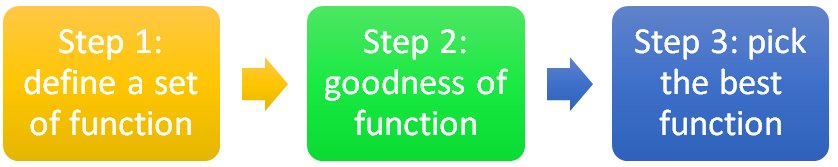 Step 1:
define a set
of function
Step 2:
goodness of
function
Step 3: pick
the best
function